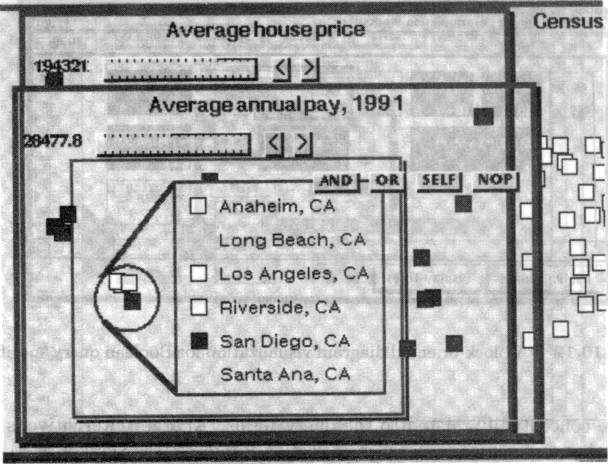 Average house price
Census
194321.
< >
Average annual pay, 1991
28477.8
< >
AND OR SELF NOP
Anaheim, CA
Long Beach, CA
Los Angeles, CA
Riverside, CA
San Diego, CA
Santa Ana, CA